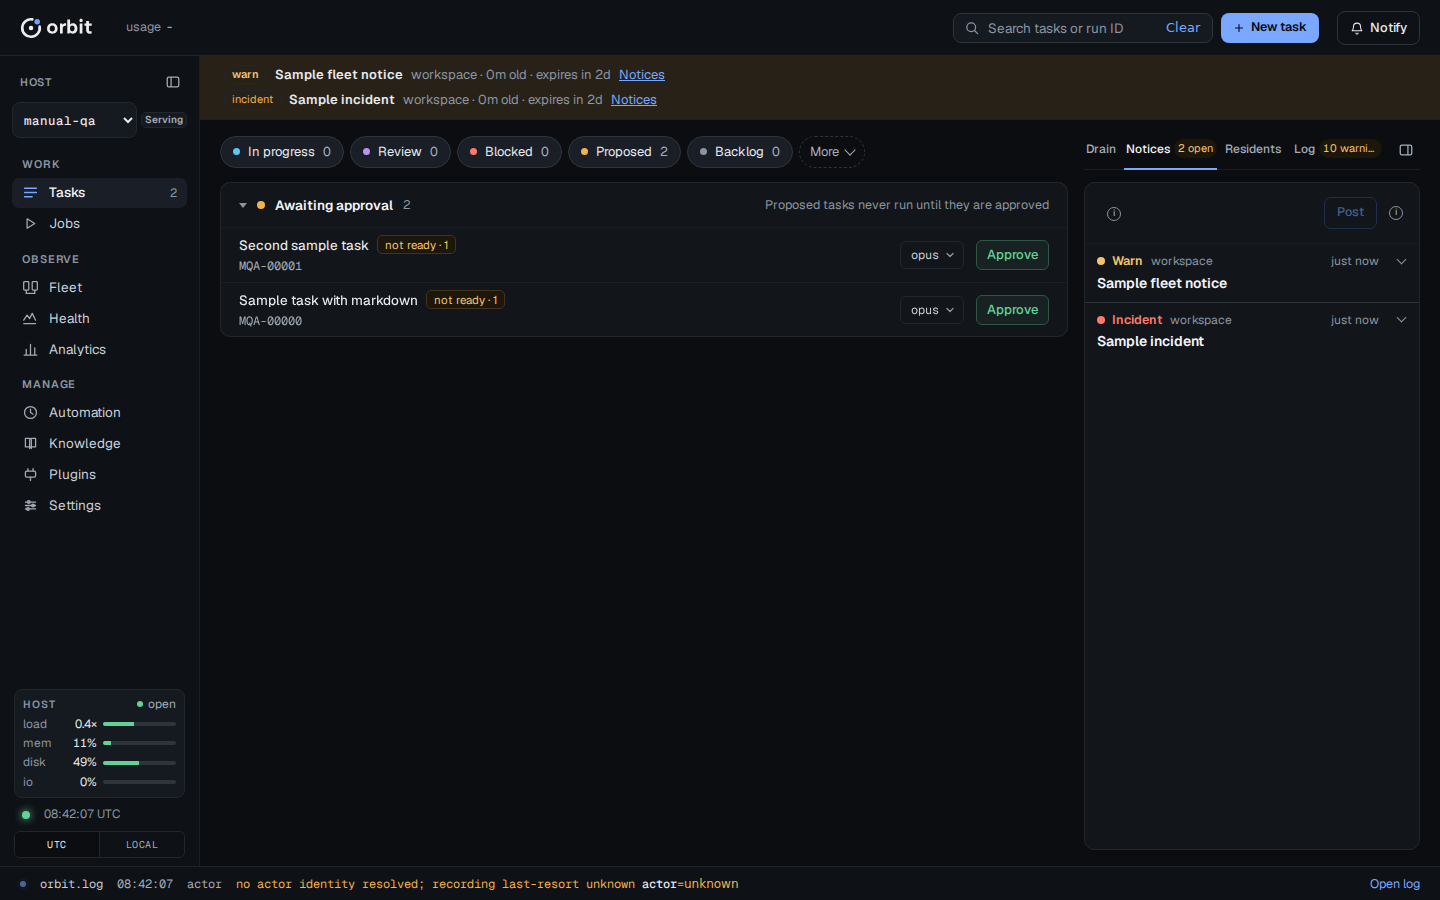 orbit
usage -
Search tasks or run ID
Clear
+ New task
Notify
HOST
manual-qa
Serving
WORK
Tasks 2
Jobs
OBSERVE
Fleet
Health
Analytics
MANAGE
Automation
Knowledge
Plugins
Settings
HOST open
load 0.4×
mem 11%
disk 49%
io 0%
08:42:07 UTC
UTC LOCAL
warn Sample fleet notice workspace · 0m old · expires in 2d Notices
incident Sample incident workspace · 0m old · expires in 2d Notices
In progress 0
Review 0
Blocked 0
Proposed 2
Backlog 0
More
Awaiting approval 2
Proposed tasks never run until they are approved
Second sample task not ready · 1
MQA-00001
opus
Approve
Sample task with markdown not ready · 1
MQA-00000
opus
Approve
Drain
Notices 2 open
Residents
Log 10 warni...
Post
Warn workspace just now
Sample fleet notice
Incident workspace just now
Sample incident
orbit.log 08:42:07 actor no actor identity resolved; recording last-resort unknown actor=unknown
Open log